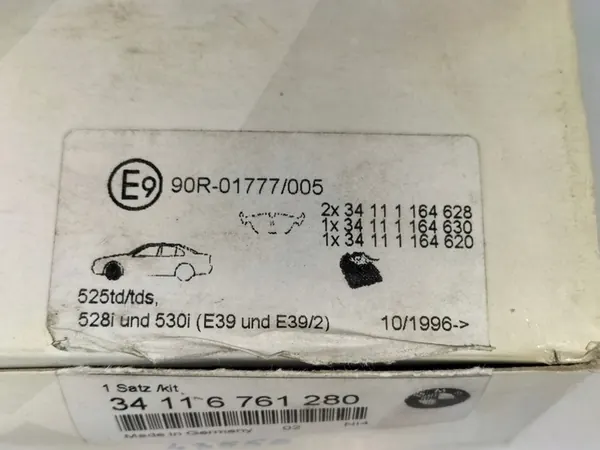 E9 90R-01777/005
2x 34 11 1 164 628
1x 34 11 1 164 630
1x 34 11 1 164 620
525td/tds,
528i und 530i (E39 und E39/2) 10/1996->
1 Satz /kit
34 11 6 761 280
Made in Germany 02 N14